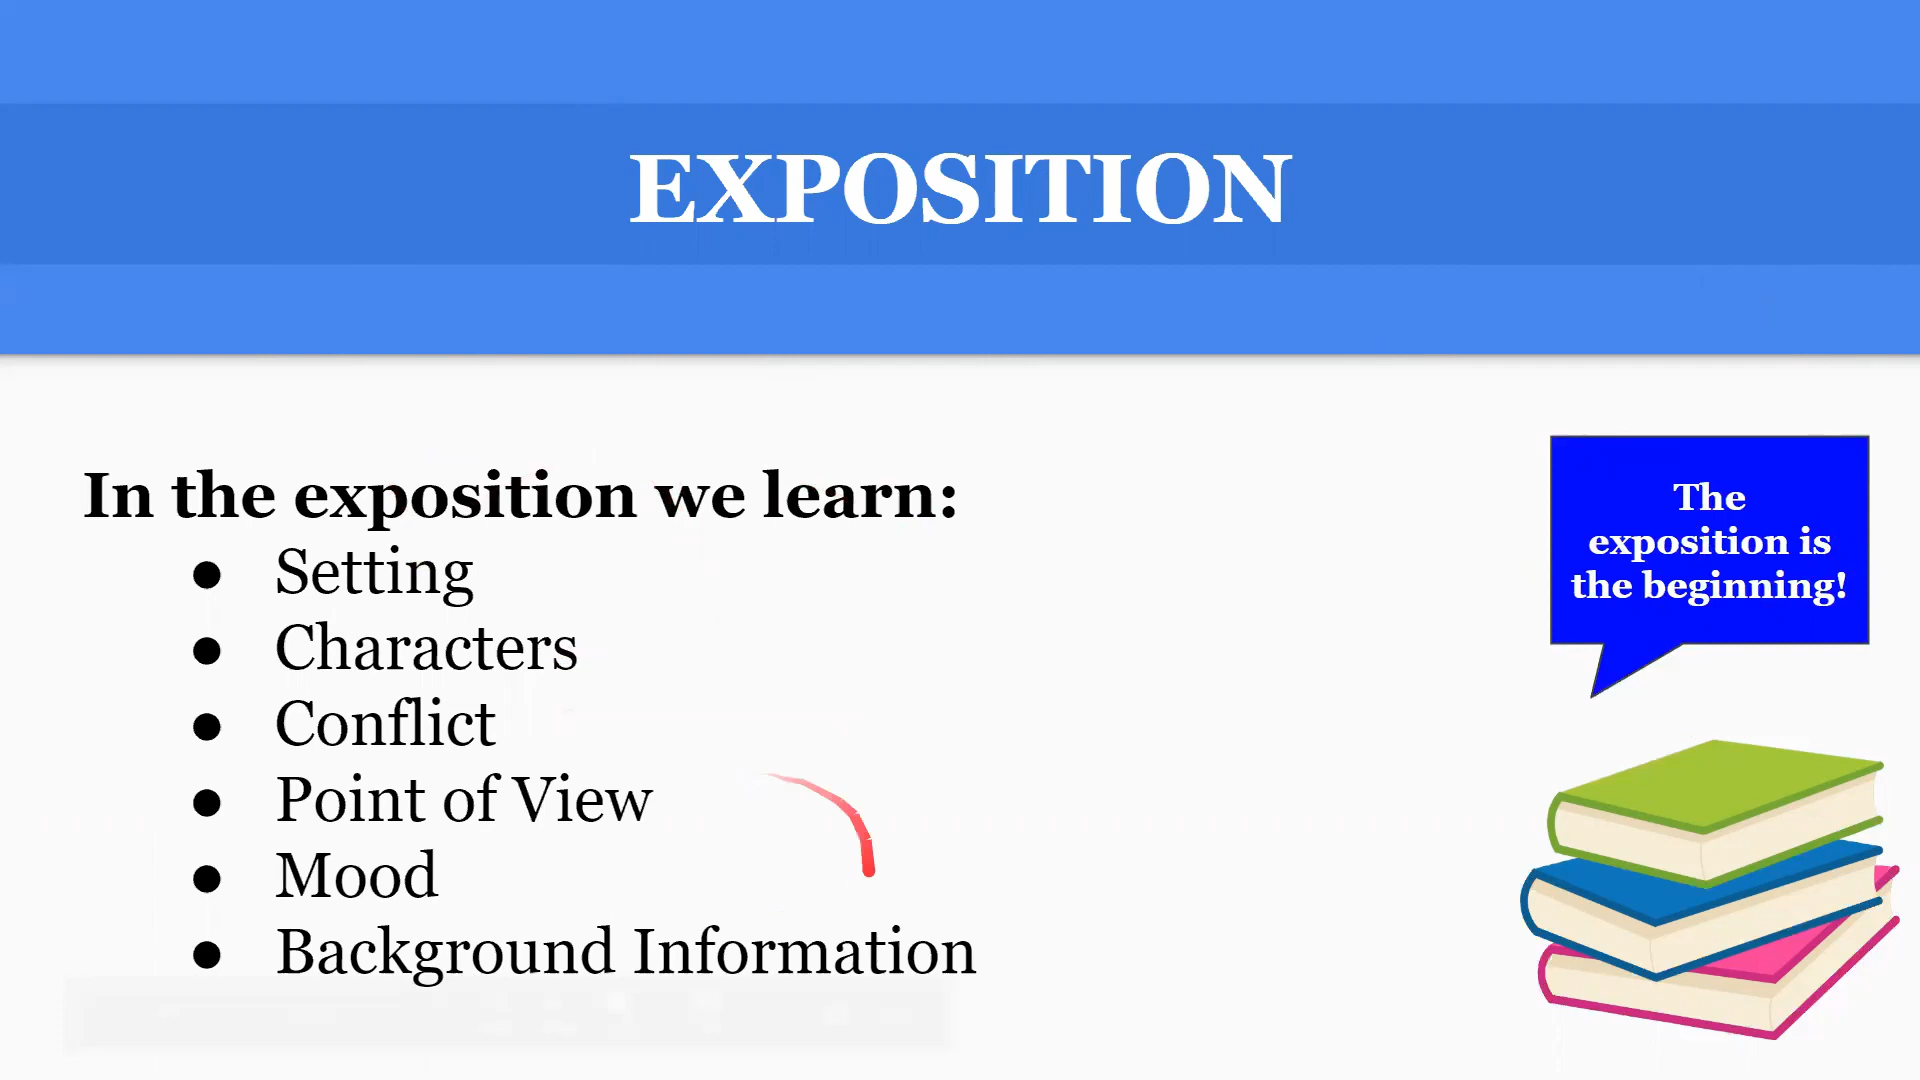 EXPOSITION
In the exposition we learn:
● Setting
● Characters
● Conflict
● Point of View
● Mood
● Background Information
The
exposition is
the beginning!